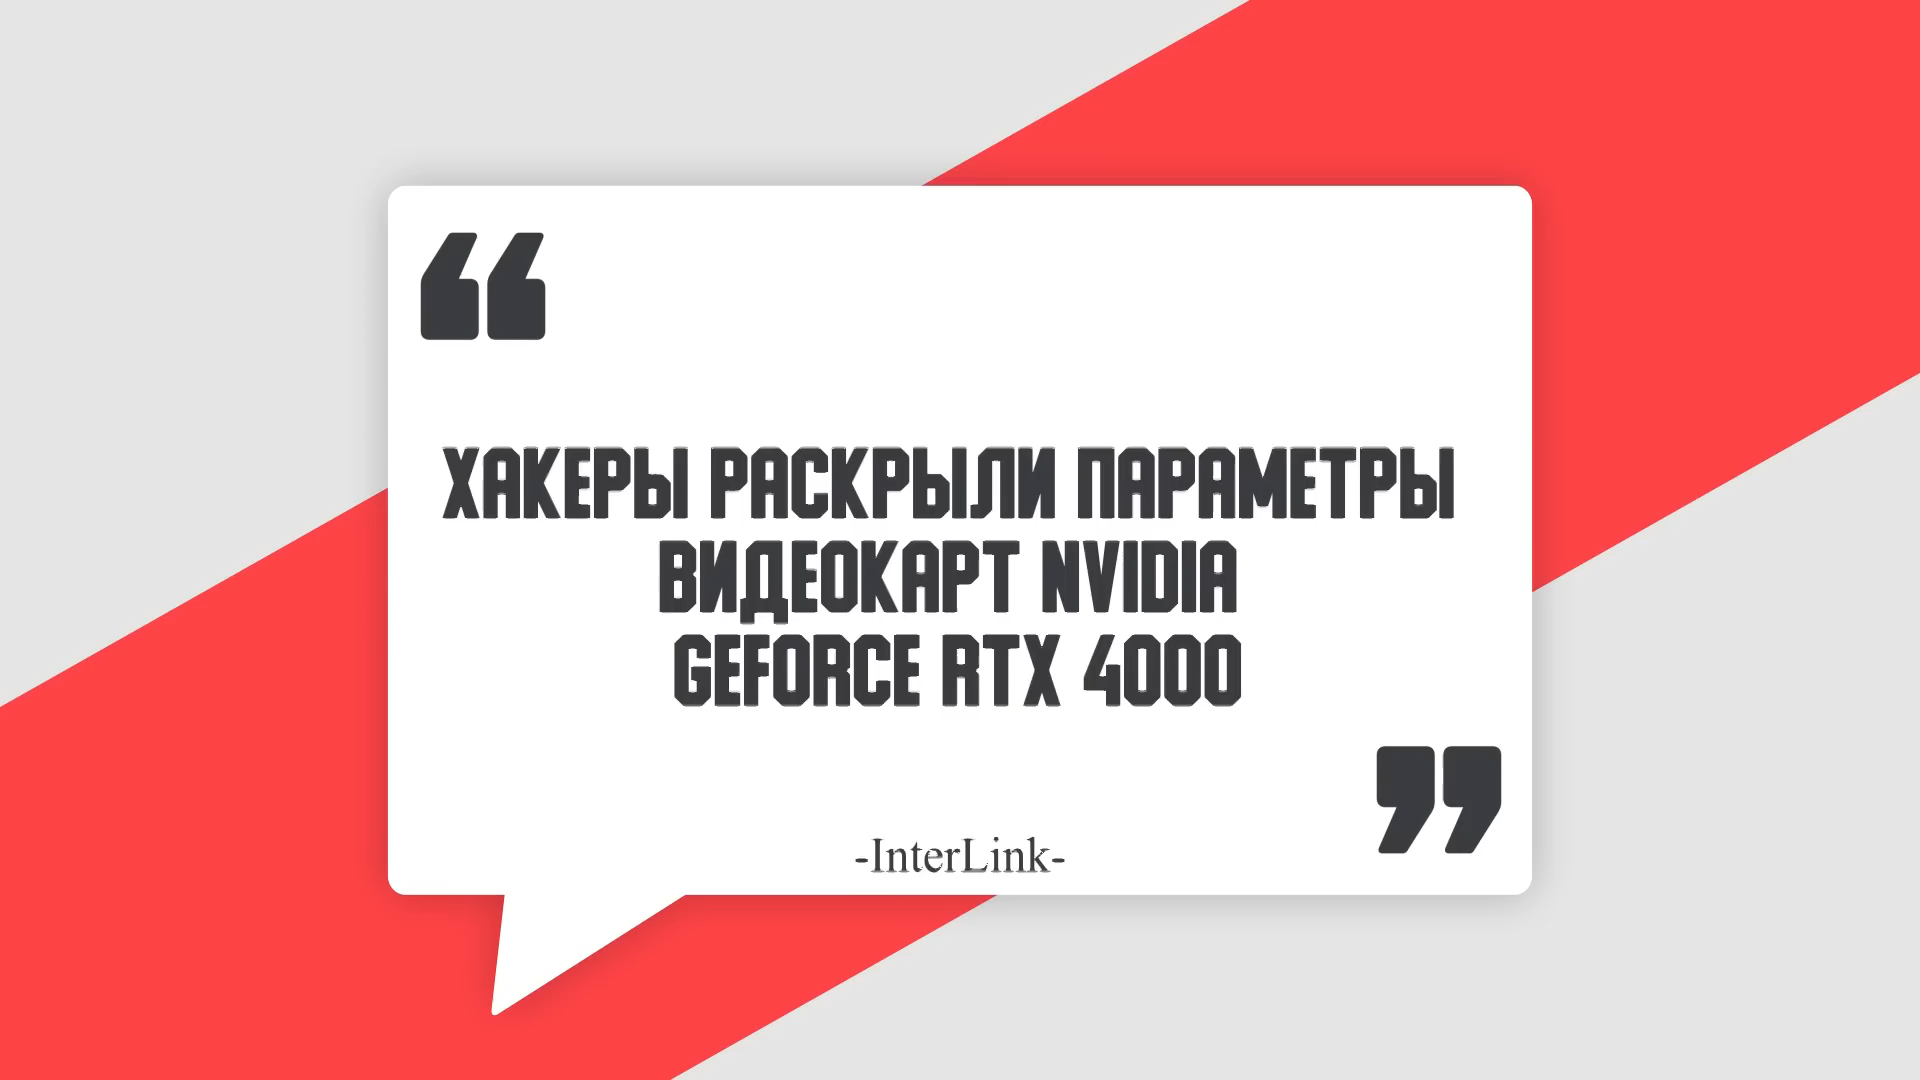 “
ХАКЕРЫ РАСКРЫЛИ ПАРАМЕТРЫ
ВИДЕОКАРТ NVIDIA
GEFORCE RTX 4000
”
-InterLink-